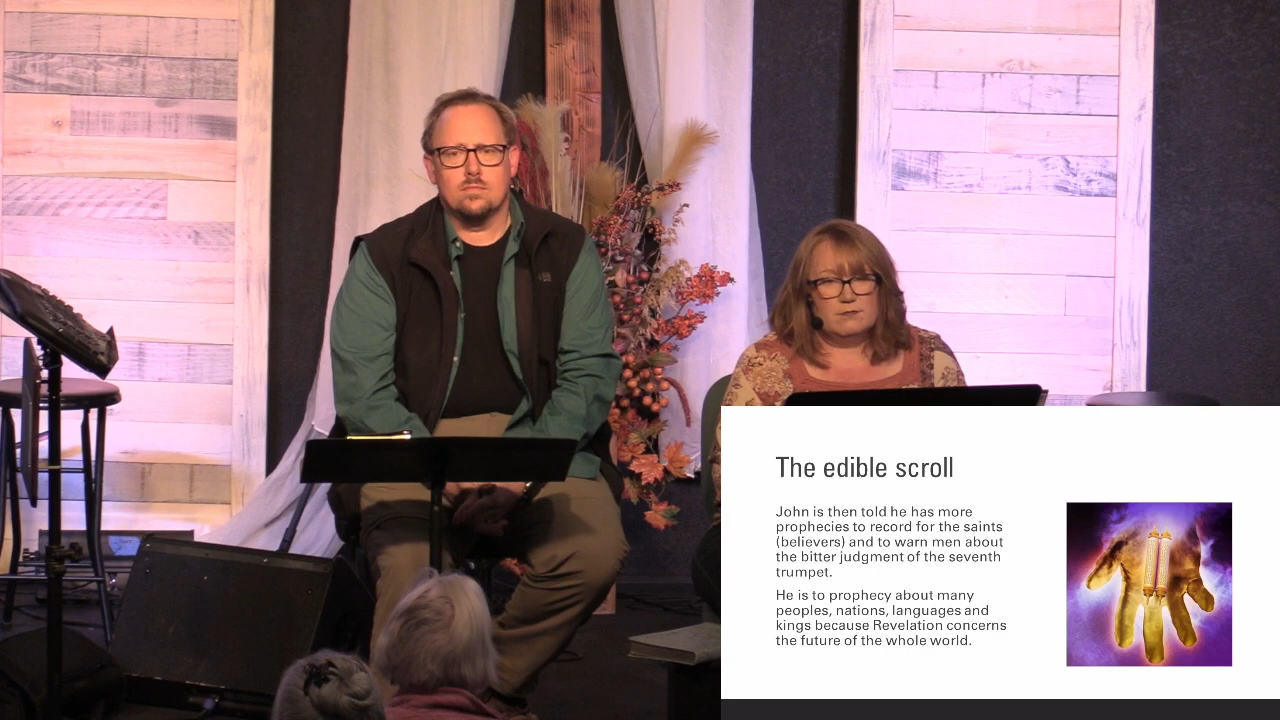 The edible scroll
John is then told he has more
prophecies to record for the saints
(believers) and to warn men about
the bitter judgment of the seventh
trumpet.
He is to prophecy about many
peoples, nations, languages and
kings because Revelation concerns
the future of the whole world.